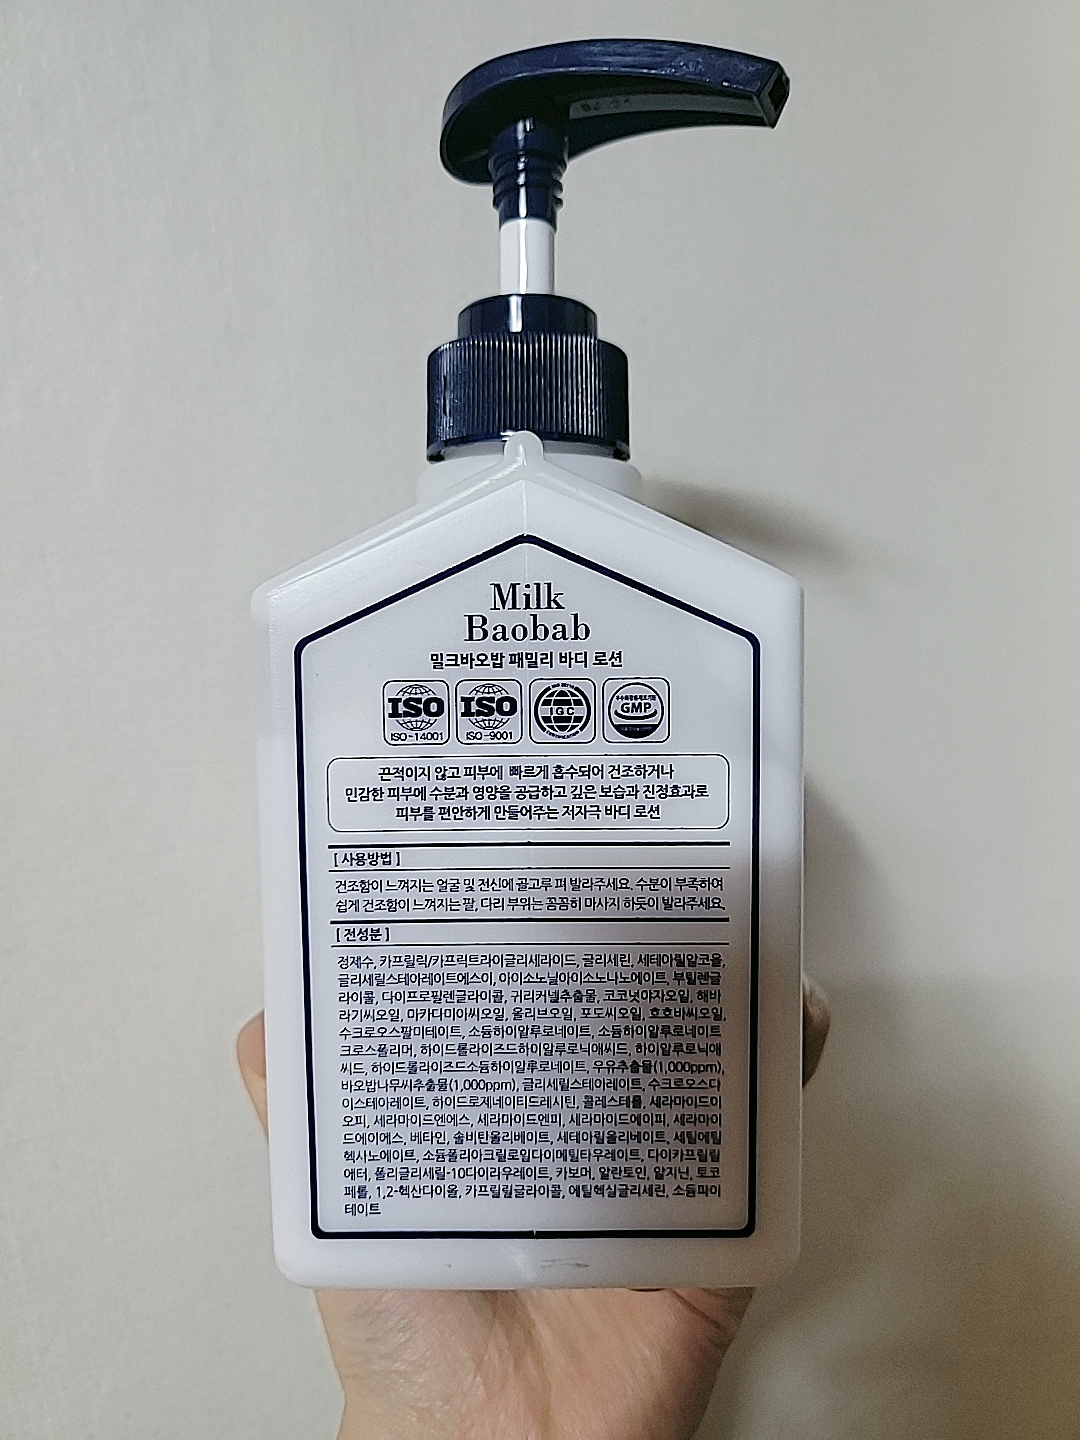 Milk
Baobab
밀크바오밥 패밀리 바디 로션
ISO
ISO-14001
ISO
ISO-9001
IGC
GMP
끈적이지 않고 피부에 빠르게 흡수되어 건조하거나
민감한 피부에 수분과 영양을 공급하고 깊은 보습과 진정효과로
피부를 편안하게 만들어주는 저자극 바디 로션
[ 사용방법 ]
건조함이 느껴지는 얼굴 및 전신에 골고루 펴 발라주세요. 수분이 부족하여
쉽게 건조함이 느껴지는 팔, 다리 부위는 꼼꼼히 마사지 하듯이 발라주세요.
[ 전성분 ]
정제수, 카프릴릭/카프릭트라이글리세라이드, 글리세린, 세테아릴알코올,
글리세릴스테아레이트에스이, 아이소노닐아이소나노에이트, 부틸렌글
라이콜, 다이프로필렌글라이콜, 귀리커넬추출물, 코코넛야자오일, 해바
라기씨오일, 마카다미아씨오일, 올리브오일, 포도씨오일, 호호바씨오일,
수크로오스팔미테이트, 소듐하이알루로네이트, 소듐하이알루로네이트
크로스폴리머, 하이드롤라이즈드하이알루로닉애씨드, 하이알루로닉애
씨드, 하이드롤라이즈드소듐하이알루로네이트, 우유추출물(1,000ppm),
바오밥나무씨추출물(1,000ppm), 글리세릴스테아레이트, 수크로오스다
이스테아레이트, 하이드로제네이티드레시틴, 콜레스테롤, 세라마이드이
오피, 세라마이드엔에스, 세라마이드엔피, 세라마이드에이피, 세라마이
드에이에스, 베타인, 솔비탄올리베이트, 세테아릴올리베이트, 세틸에틸
헥사노에이트, 소듐폴리아크릴로일다이메틸타우레이트, 다이카프릴릴
에터, 폴리글리세릴-10다이라우레이트, 카보머, 알란토인, 알지닌, 토코
페롤, 1,2-헥산다이올, 카프릴릴글라이콜, 에틸헥실글리세린, 소듐파이
테이트